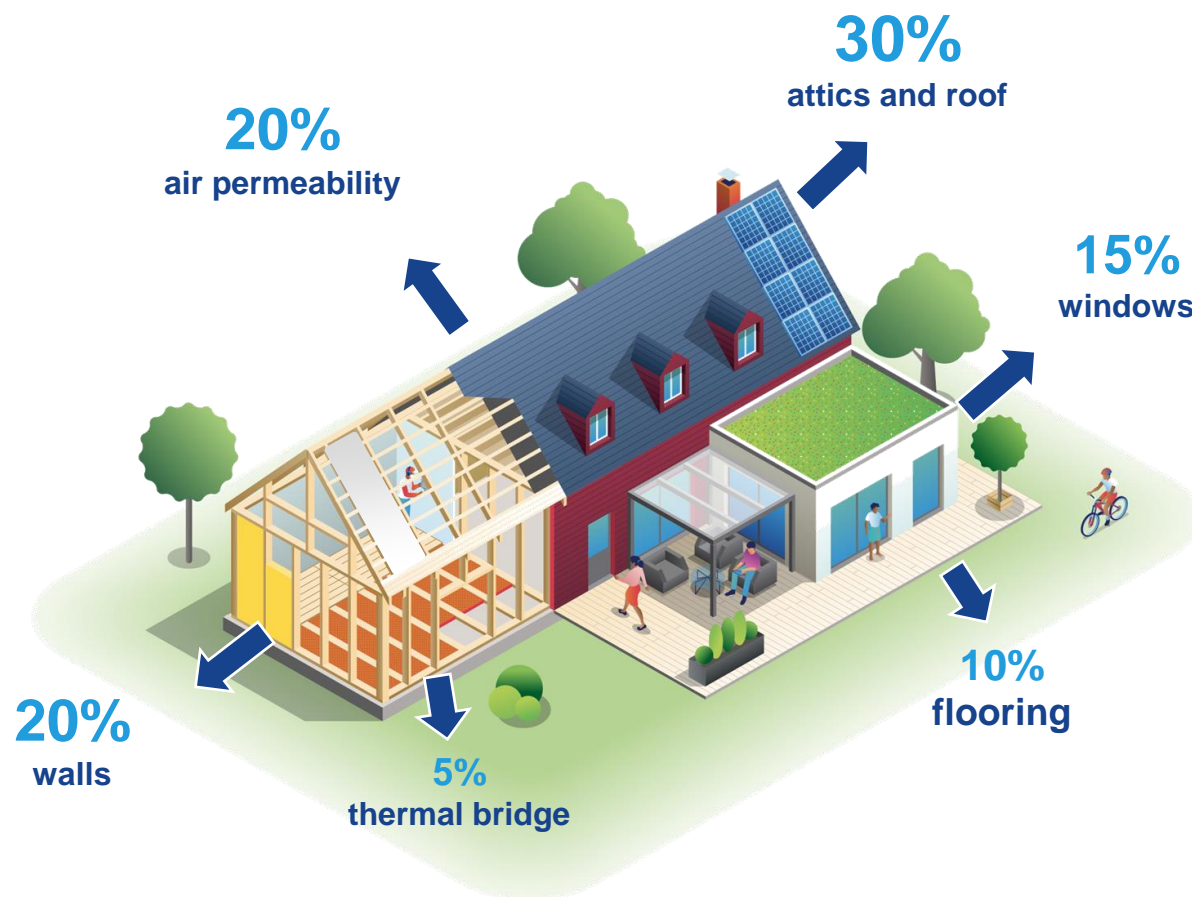 30%
attics and roof
20%
air permeability
15%
windows
10%
flooring
20%
walls
5%
thermal bridge